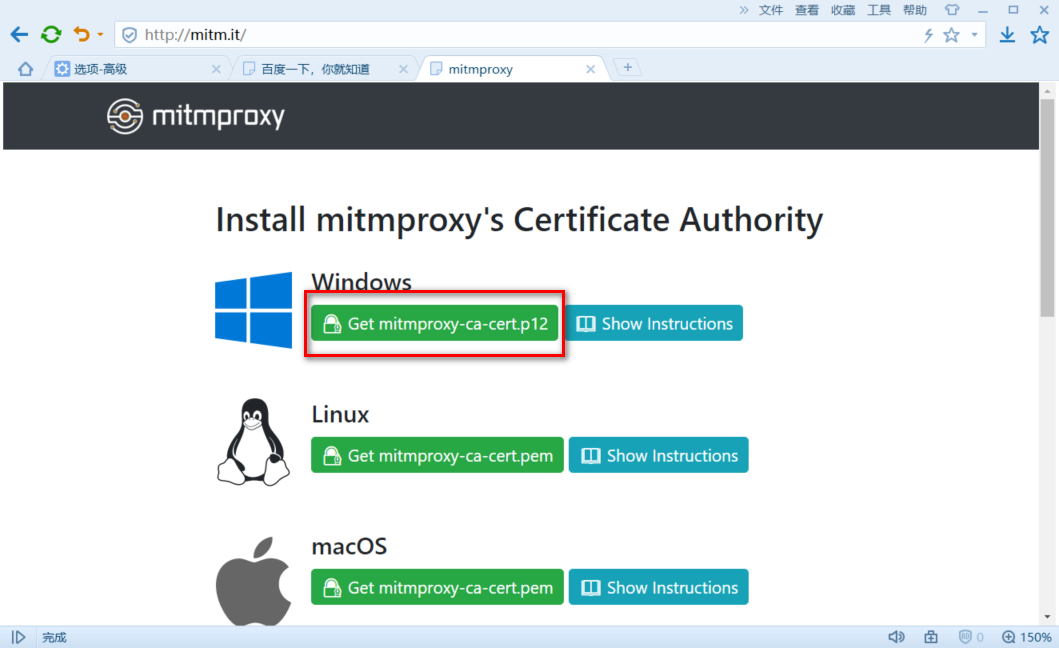 » 文件 查看 收藏 工具 帮助
http://mitm.it/
选项-高级
百度一下，你就知道
mitmproxy
mitmproxy
Install mitmproxy's Certificate Authority
Windows
Get mitmproxy-ca-cert.p12
Show Instructions
Linux
Get mitmproxy-ca-cert.pem
Show Instructions
macOS
Get mitmproxy-ca-cert.pem
Show Instructions
完成
0
150%